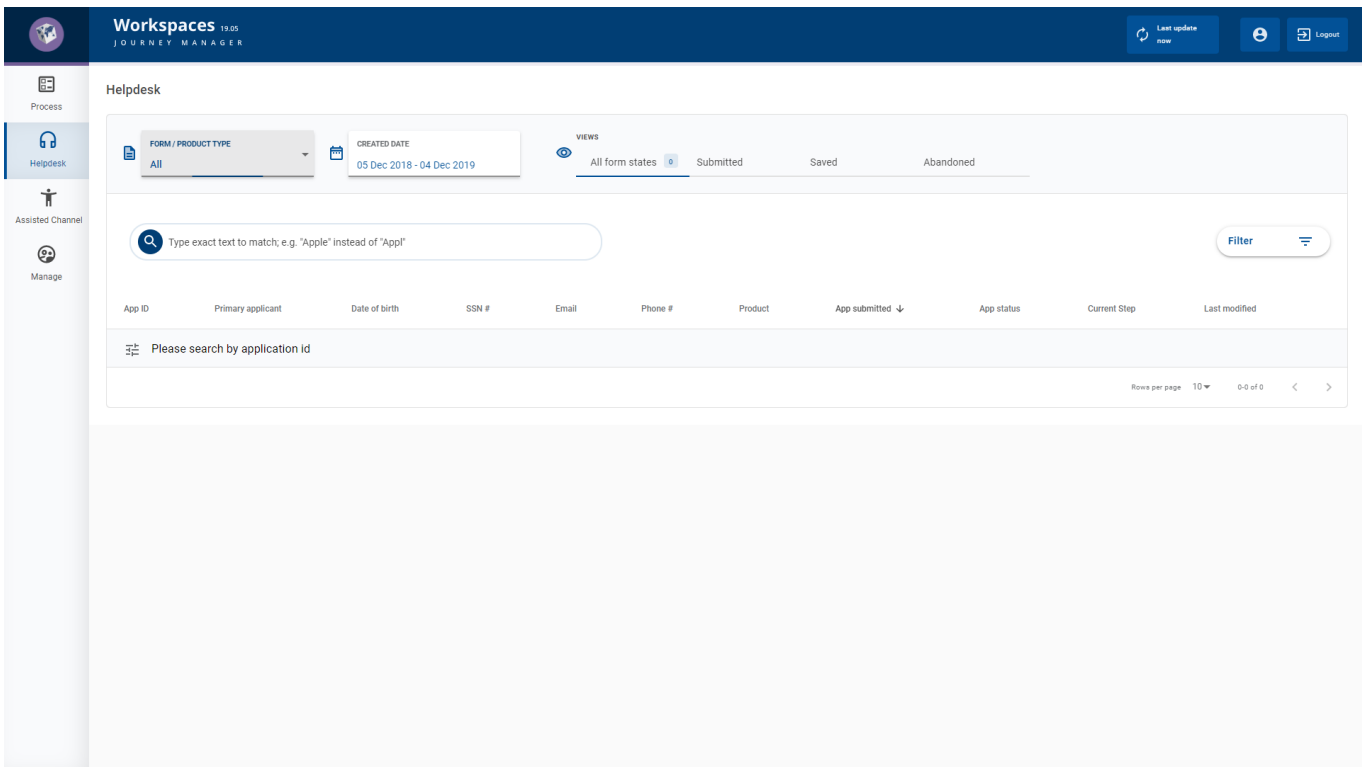 Workspaces 19.05
JOURNEY MANAGER
Last update
now
Logout
Process
Helpdesk
Assisted Channel
Manage
Helpdesk
FORM / PRODUCT TYPE
All
CREATED DATE
05 Dec 2018 - 04 Dec 2019
VIEWS
All form states 0 Submitted Saved Abandoned
Type exact text to match; e.g. "Apple" instead of "Appl"
Filter
App ID Primary applicant Date of birth SSN # Email Phone # Product App submitted App status Current Step Last modified
Please search by application id
Rows per page 10 0-0 of 0